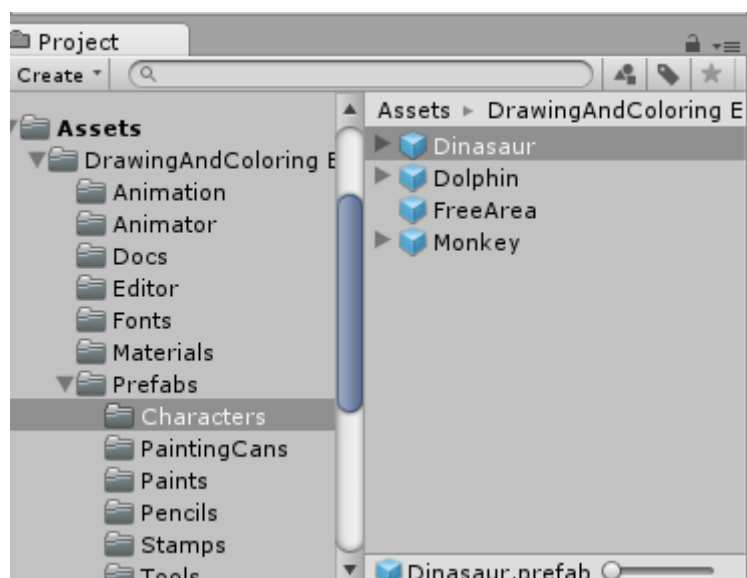 Project
Create
Assets
DrawingAndColoring E
Animation
Animator
Docs
Editor
Fonts
Materials
Prefabs
Characters
PaintingCans
Paints
Pencils
Stamps
Tools
Assets ▸ DrawingAndColoring E
Dinasaur
Dolphin
FreeArea
Monkey
Dinasaur.prefab